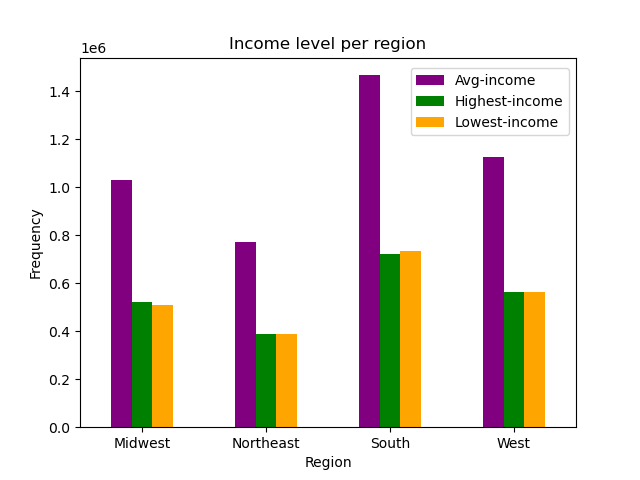 Income level per region
1e6
1.4
1.2
1.0
0.8
0.6
0.4
0.2
0.0
Frequency
Avg-income
Highest-income
Lowest-income
Midwest
Northeast
South
West
Region